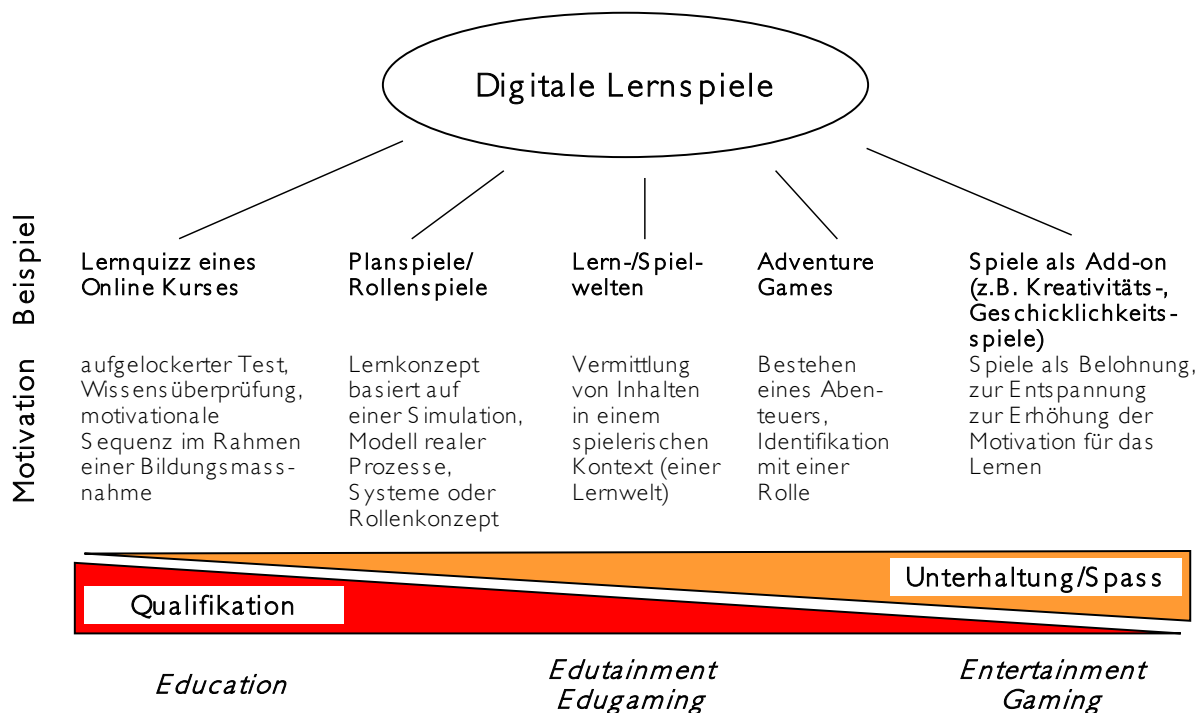 Digitale Lernspiele
Beispiel
Lernquizz eines
Online Kurses
Planspiele/
Rollenspiele
Lern-/Spiel-
welten
Adventure
Games
Spiele als Add-on
(z.B. Kreativitäts-,
Geschicklichkeits-
spiele)
Motivation
aufgelockerter Test,
Wissensüberprüfung,
motivationale
Sequenz im Rahmen
einer Bildungsmass-
nahme
Lernkonzept
basiert auf
einer Simulation,
Modell realer
Prozesse,
Systeme oder
Rollenkonzept
Vermittlung
von Inhalten
in einem
spielerischen
Kontext (einer
Lernwelt)
Bestehen
eines Aben-
teuers,
Identifikation
mit einer
Rolle
Spiele als Belohnung,
zur Entspannung
zur Erhöhung der
Motivation für das
Lernen
Unterhaltung/Spass
Qualifikation
Education
Edutainment
Edugaming
Entertainment
Gaming